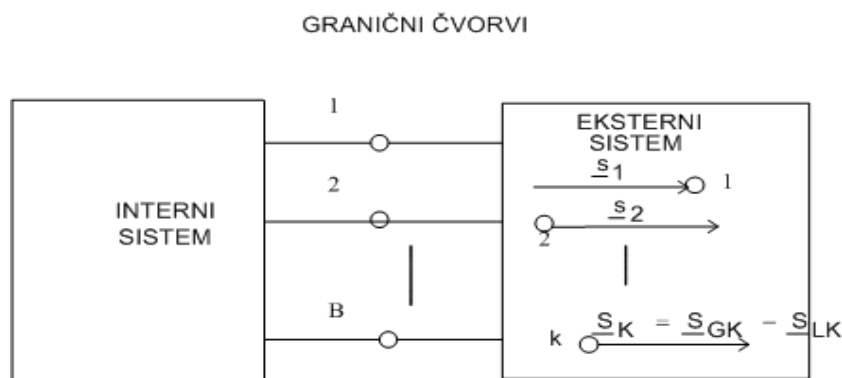 GRANIČNI ČVORVI
1
2
B
INTERNI
SISTEM
EKSTERNI
SISTEM
s1
1
s2
2
k
SK = SGK − SLK